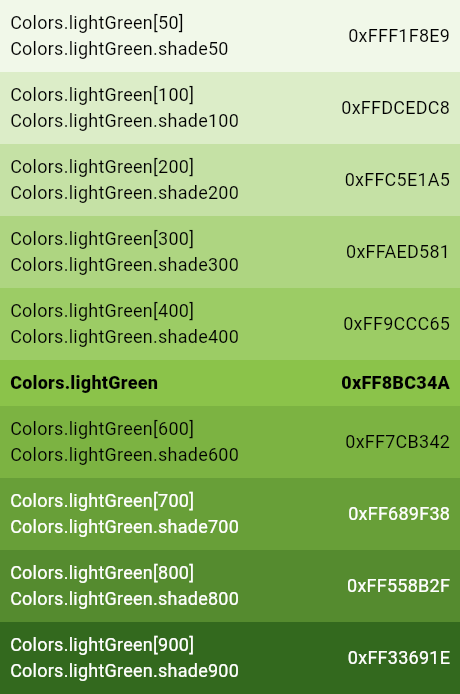 Colors.lightGreen[50]
Colors.lightGreen.shade50
0xFFF1F8E9
Colors.lightGreen[100]
Colors.lightGreen.shade100
0xFFDCEDC8
Colors.lightGreen[200]
Colors.lightGreen.shade200
0xFFC5E1A5
Colors.lightGreen[300]
Colors.lightGreen.shade300
0xFFAED581
Colors.lightGreen[400]
Colors.lightGreen.shade400
0xFF9CCC65
Colors.lightGreen
0xFF8BC34A
Colors.lightGreen[600]
Colors.lightGreen.shade600
0xFF7CB342
Colors.lightGreen[700]
Colors.lightGreen.shade700
0xFF689F38
Colors.lightGreen[800]
Colors.lightGreen.shade800
0xFF558B2F
Colors.lightGreen[900]
Colors.lightGreen.shade900
0xFF33691E